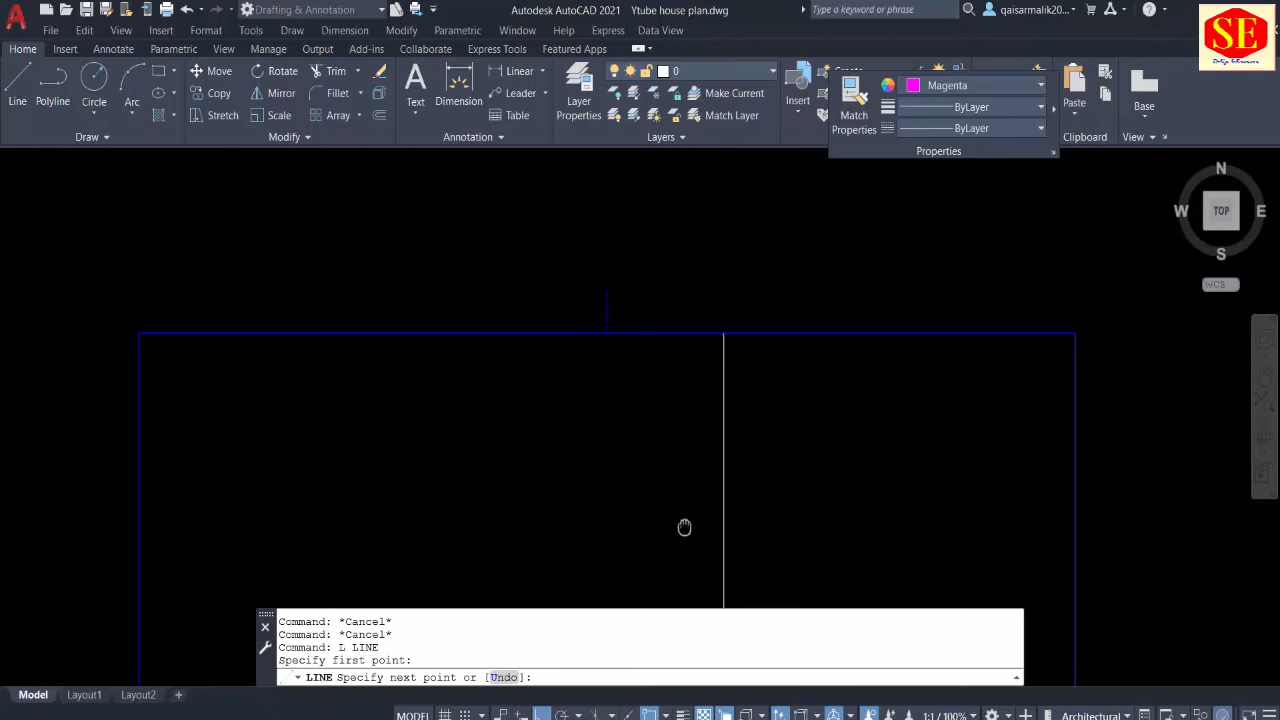 Drafting & Annotation
Autodesk AutoCAD 2021 Ytube house plan.dwg
Type a keyword or phrase
qaisarmalik20...
SE
File Edit View Insert Format Tools Draw Dimension Modify Parametric Window Help Express Data View
Home Insert Annotate Parametric View Manage Output Add-ins Collaborate Express Tools Featured Apps
Line Polyline Circle Arc
Move Rotate Trim
Copy Mirror Fillet
Stretch Scale Array
Text Dimension
Linear
Leader
Table
Layer Properties
0
Make Current
Match Layer
Insert
Match Properties
Magenta
ByLayer
ByLayer
Paste
Base
Draw Modify Annotation Layers Properties Clipboard View
N
W TOP E
S
WCS
Command: *Cancel*
Command: *Cancel*
Command: L LINE
Specify first point:
LINE Specify next point or [Undo]:
Model Layout1 Layout2 +
MODEL 1:1 / 100% Architectural